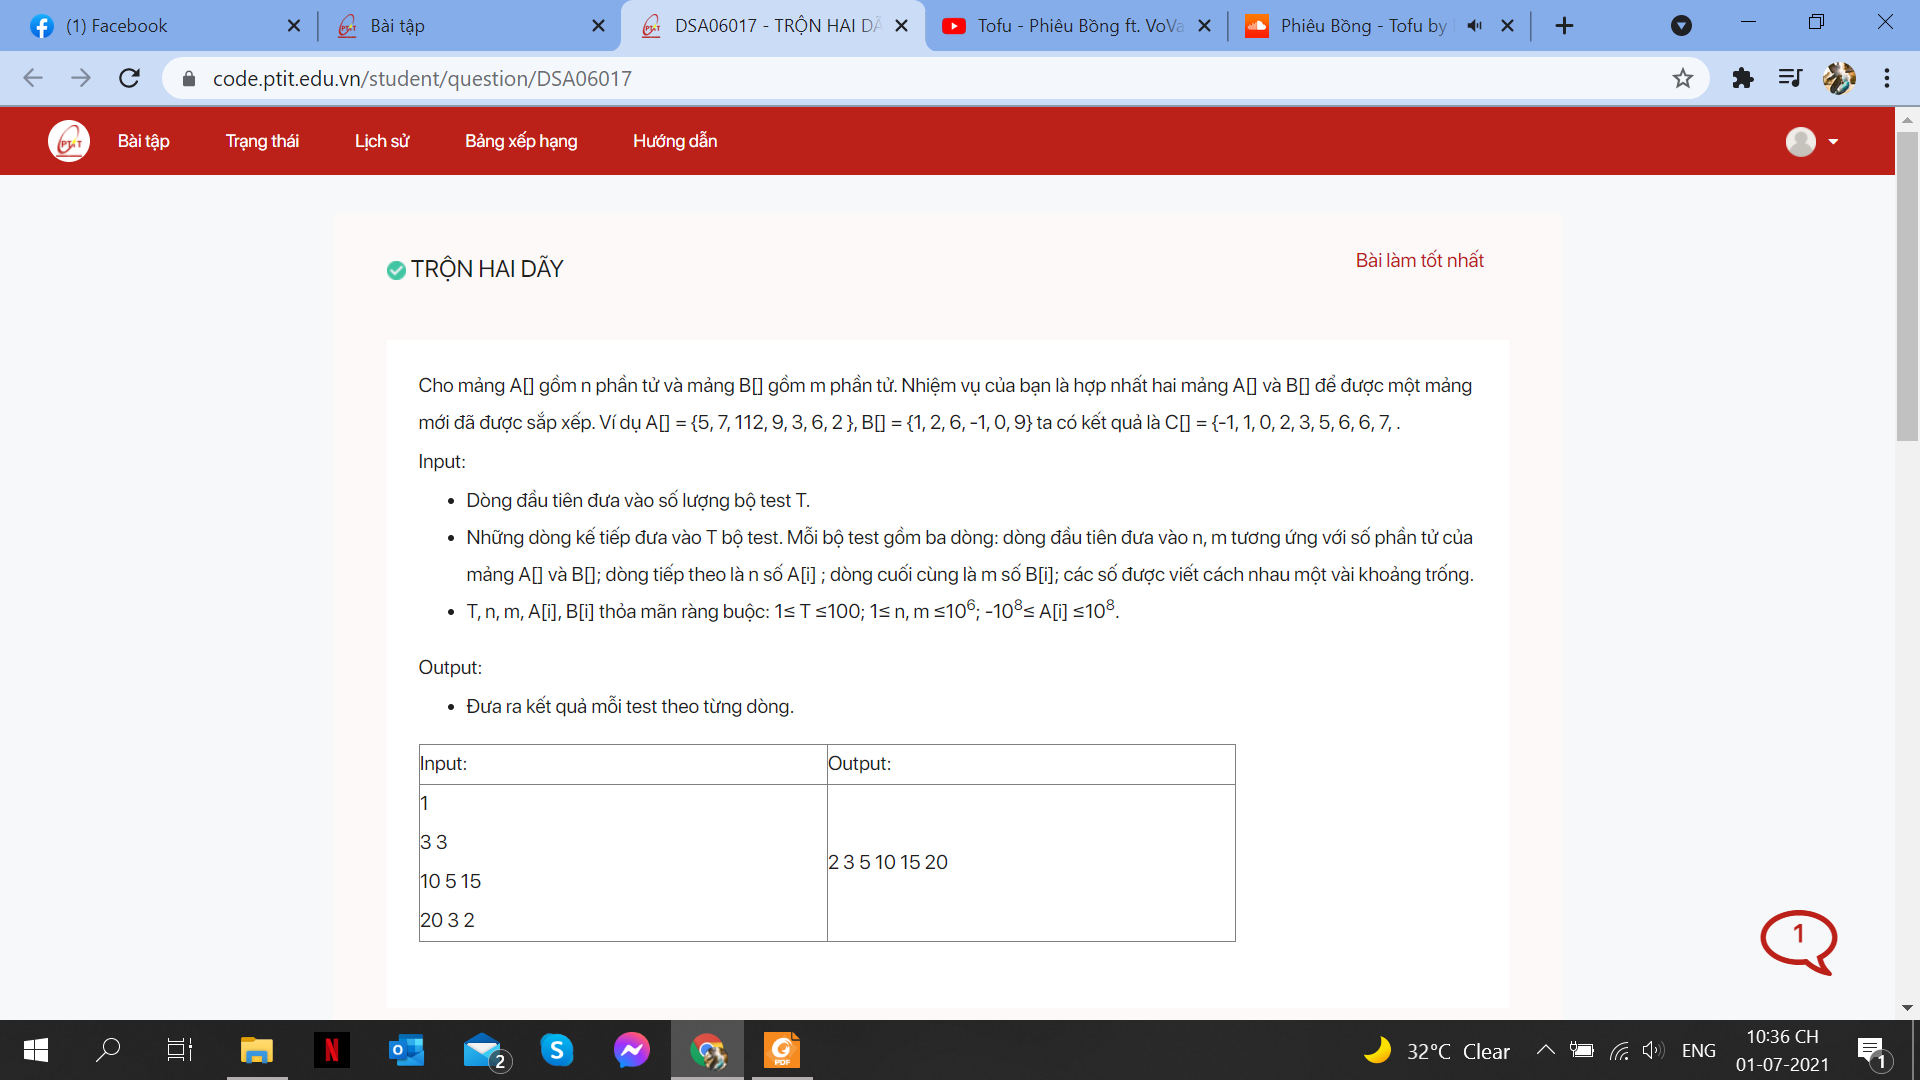 (1) Facebook
Bài tập
DSA06017 - TRỘN HAI DÃ
Tofu - Phiêu Bồng ft. VoVa
Phiêu Bồng - Tofu by
code.ptit.edu.vn/student/question/DSA06017
PTIT
Bài tập
Trạng thái
Lịch sử
Bảng xếp hạng
Hướng dẫn
TRỘN HAI DÃY
Bài làm tốt nhất
Cho mảng A[] gồm n phần tử và mảng B[] gồm m phần tử. Nhiệm vụ của bạn là hợp nhất hai mảng A[] và B[] để được một mảng
mới đã được sắp xếp. Ví dụ A[] = {5, 7, 112, 9, 3, 6, 2 }, B[] = {1, 2, 6, -1, 0, 9} ta có kết quả là C[] = {-1, 1, 0, 2, 3, 5, 6, 6, 7, .
Input:
• Dòng đầu tiên đưa vào số lượng bộ test T.
• Những dòng kế tiếp đưa vào T bộ test. Mỗi bộ test gồm ba dòng: dòng đầu tiên đưa vào n, m tương ứng với số phần tử của
mảng A[] và B[]; dòng tiếp theo là n số A[i] ; dòng cuối cùng là m số B[i]; các số được viết cách nhau một vài khoảng trống.
• T, n, m, A[i], B[i] thỏa mãn ràng buộc: 1≤ T ≤100; 1≤ n, m ≤10⁶; -10⁸≤ A[i] ≤10⁸.
Output:
• Đưa ra kết quả mỗi test theo từng dòng.
Input:
Output:
1
3 3
10 5 15
20 3 2
2 3 5 10 15 20
1
2
PDF
32°C Clear
ENG
10:36 CH
01-07-2021
1